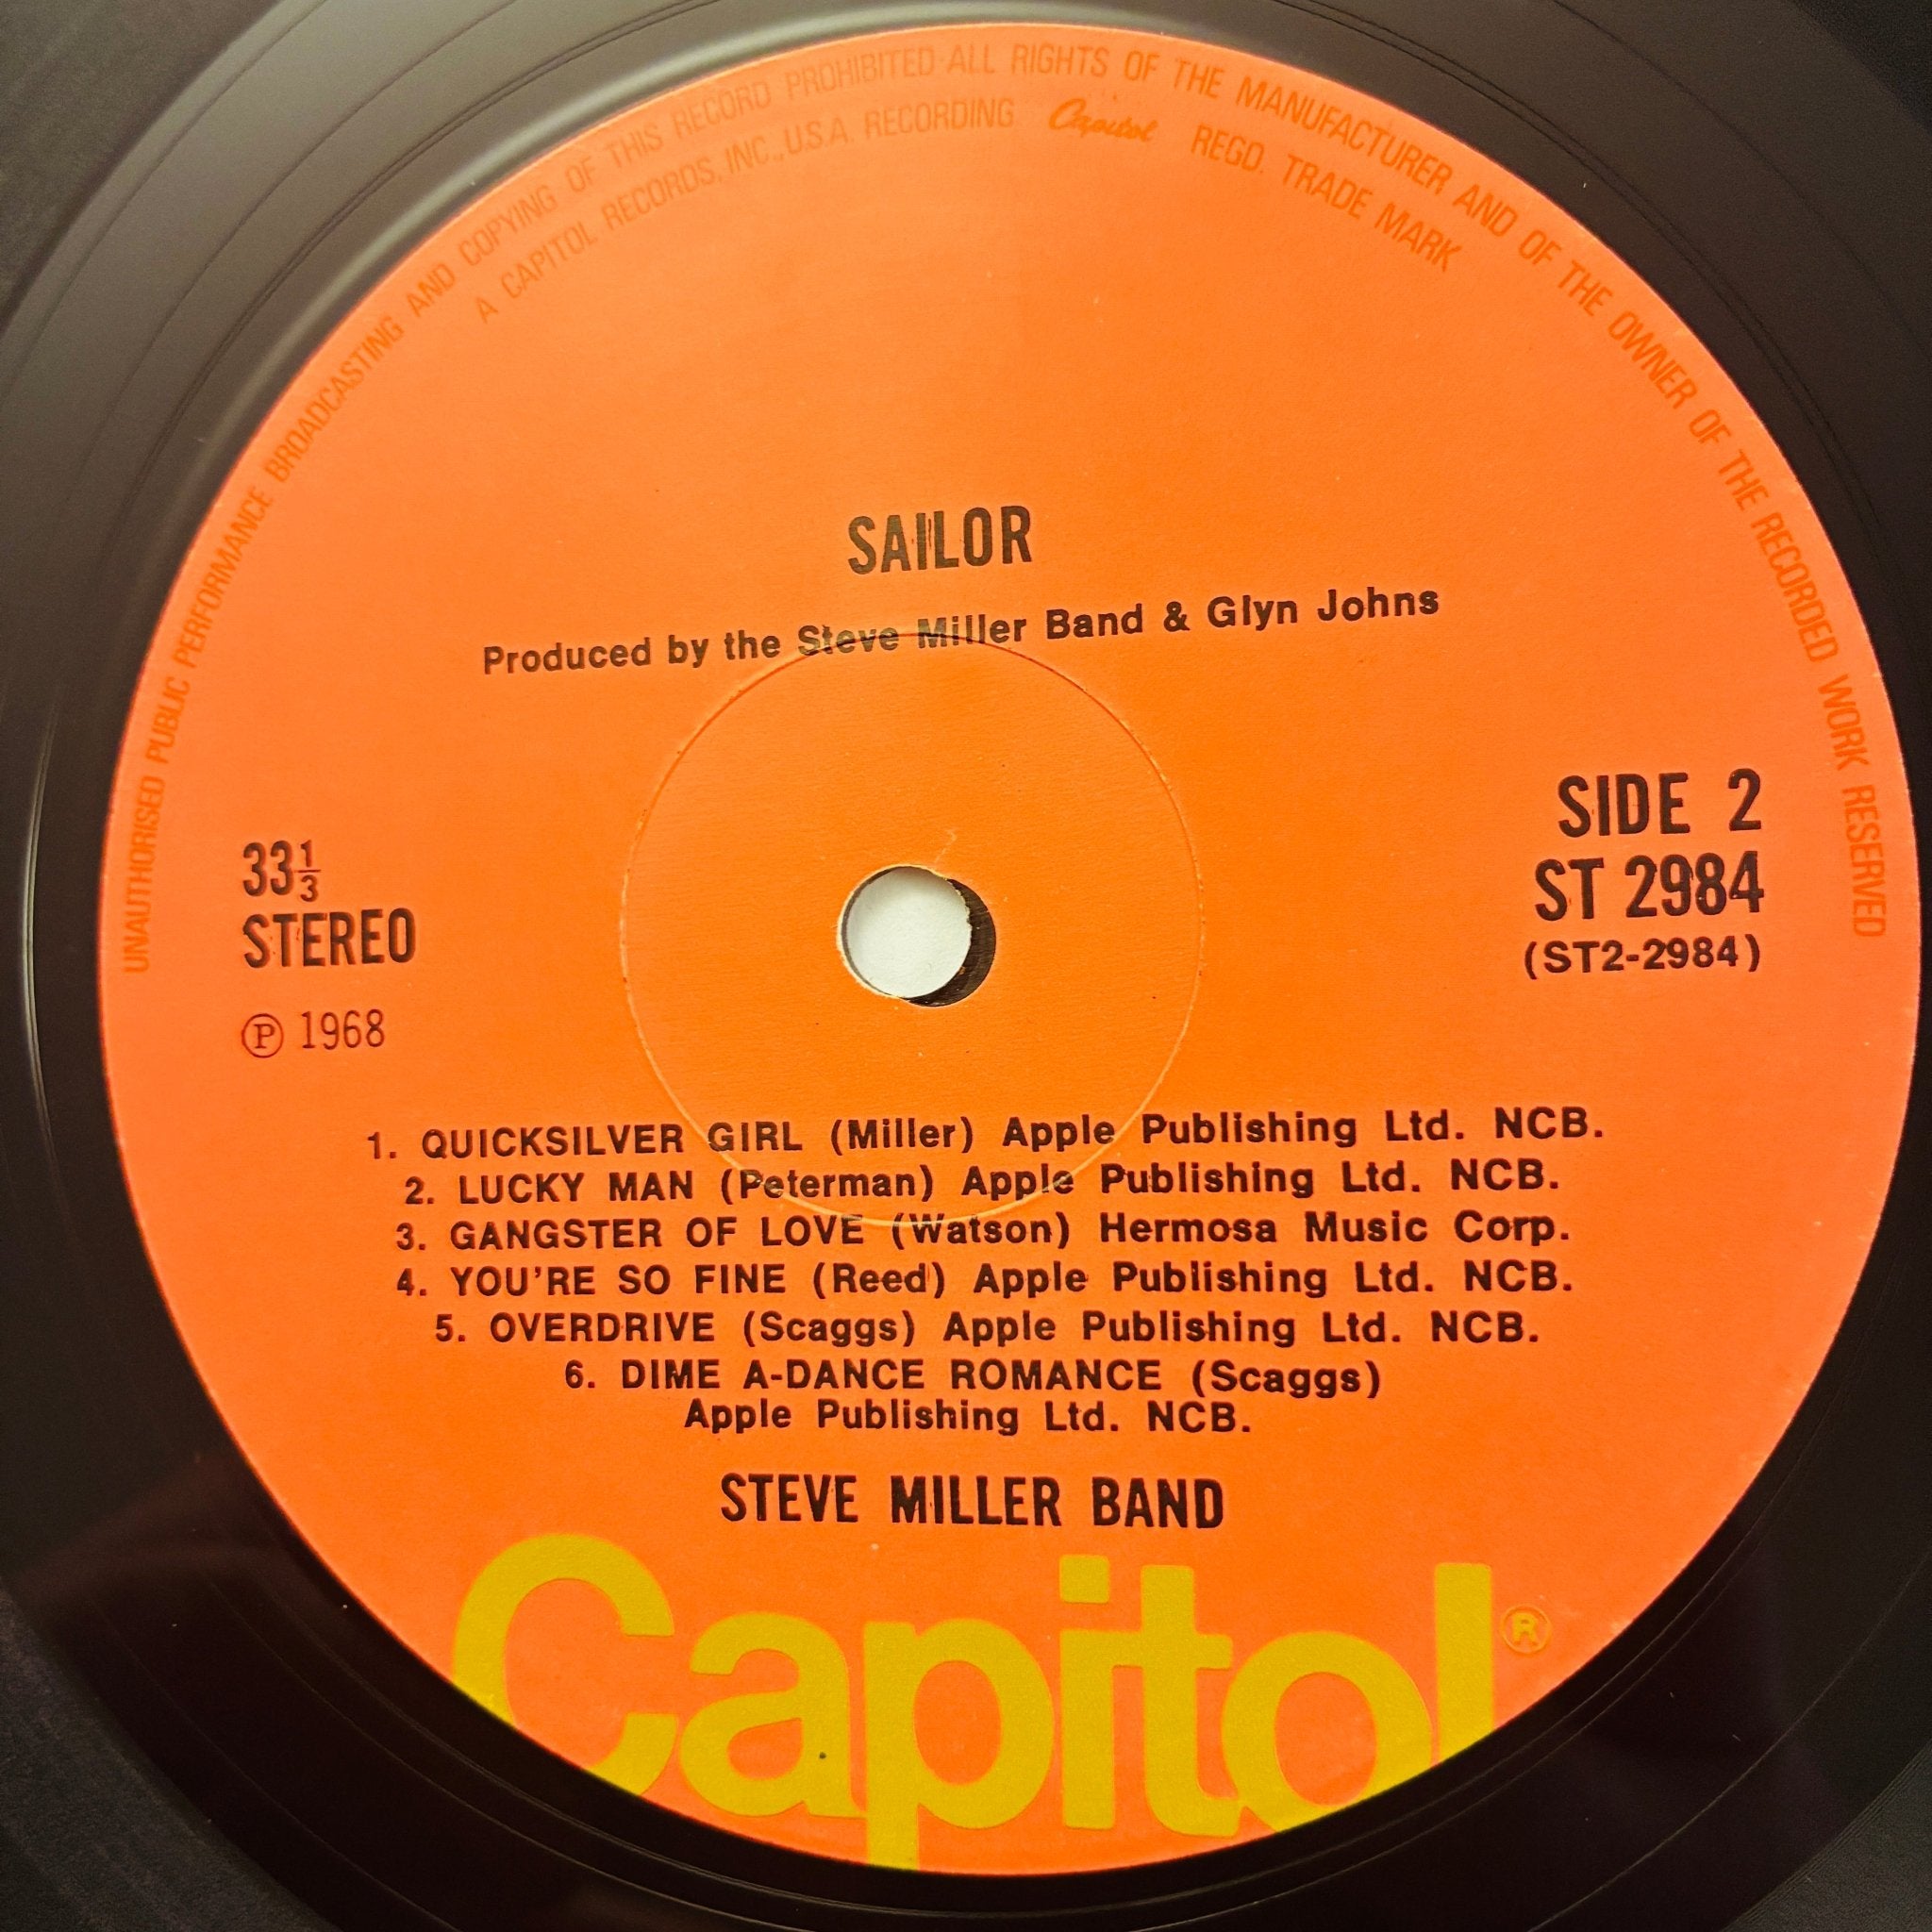 UNAUTHORISED PUBLIC PERFORMANCE BROADCASTING AND COPYING OF THIS RECORD PROHIBITED-ALL RIGHTS OF THE MANUFACTURER AND OF THE OWNER OF THE RECORDED WORK RESERVED
A CAPITOL RECORDS, INC., U.S.A. RECORDING Capitol REGD. TRADE MARK
SAILOR
Produced by the Steve Miller Band & Glyn Johns
33⅓
STEREO
℗ 1968
SIDE 2
ST 2984
(ST2-2984)
1. QUICKSILVER GIRL (Miller) Apple Publishing Ltd. NCB.
2. LUCKY MAN (Peterman) Apple Publishing Ltd. NCB.
3. GANGSTER OF LOVE (Watson) Hermosa Music Corp.
4. YOU'RE SO FINE (Reed) Apple Publishing Ltd. NCB.
5. OVERDRIVE (Scaggs) Apple Publishing Ltd. NCB.
6. DIME A-DANCE ROMANCE (Scaggs)
Apple Publishing Ltd. NCB.
STEVE MILLER BAND
Capitol®